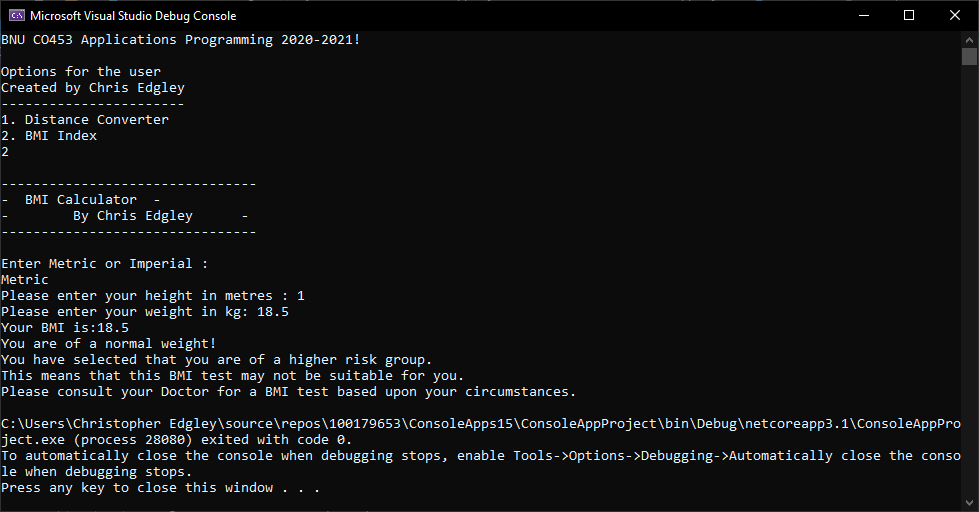 Microsoft Visual Studio Debug Console
BNU CO453 Applications Programming 2020-2021!
Options for the user
Created by Chris Edgley
-----------------------
1. Distance Converter
2. BMI Index
2
--------------------------------
-  BMI Calculator  -
-        By Chris Edgley      -
--------------------------------
Enter Metric or Imperial :
Metric
Please enter your height in metres : 1
Please enter your weight in kg: 18.5
Your BMI is:18.5
You are of a normal weight!
You have selected that you are of a higher risk group.
This means that this BMI test may not be suitable for you.
Please consult your Doctor for a BMI test based upon your circumstances.
C:\Users\Christopher Edgley\source\repos\100179653\ConsoleApps15\ConsoleAppProject\bin\Debug\netcoreapp3.1\ConsoleAppPro
ject.exe (process 28080) exited with code 0.
To automatically close the console when debugging stops, enable Tools->Options->Debugging->Automatically close the conso
le when debugging stops.
Press any key to close this window . . .